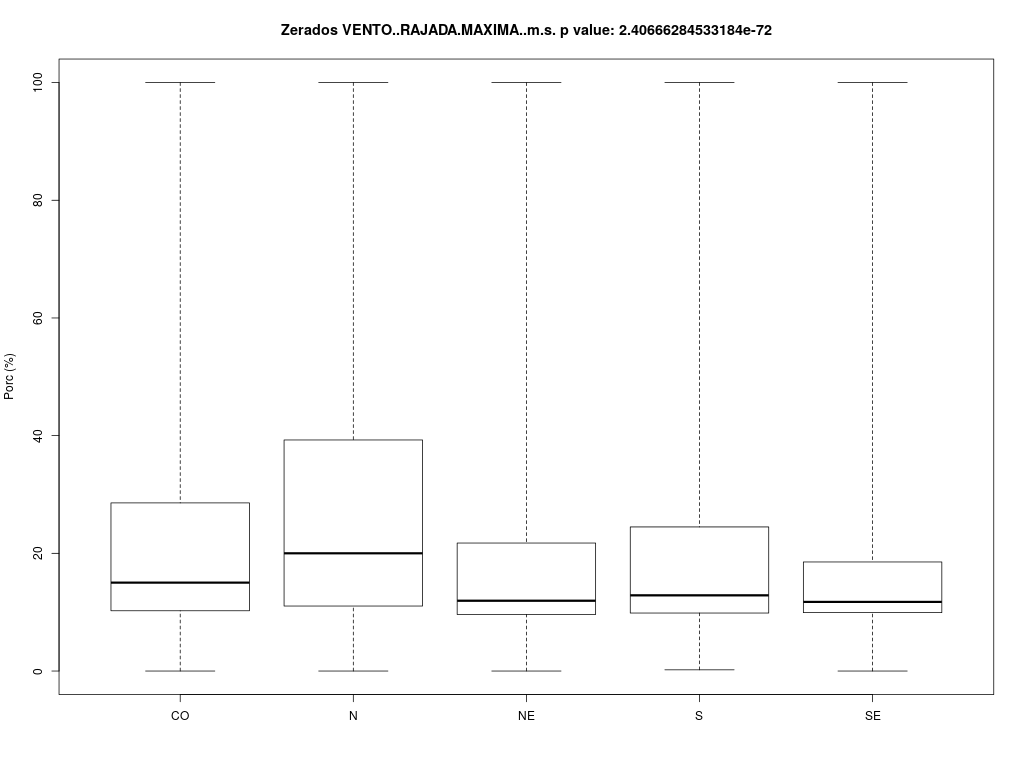 Zerados VENTO..RAJADA.MAXIMA..m.s. p value: 2.40666284533184e-72
100
80
60
40
20
0
Porc (%)
CO N NE S SE